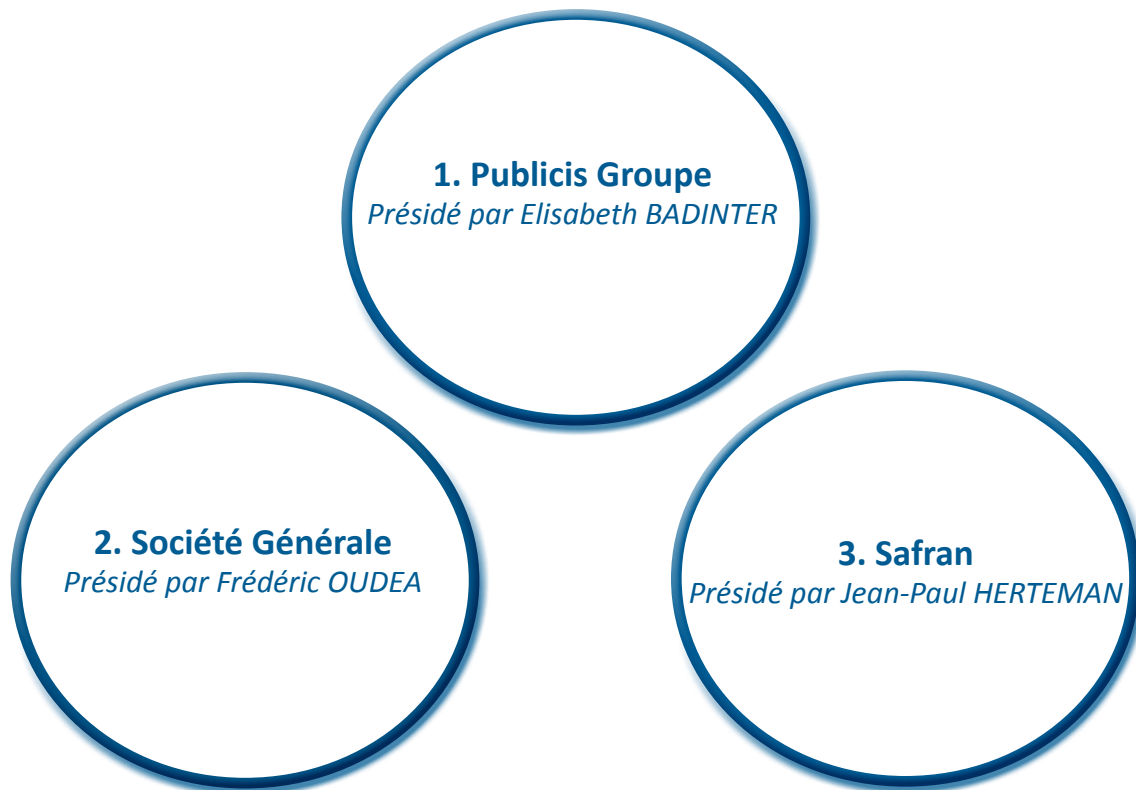 1. Publicis Groupe
Présidé par Elisabeth BADINTER
2. Société Générale
Présidé par Frédéric OUDEA
3. Safran
Présidé par Jean-Paul HERTEMAN